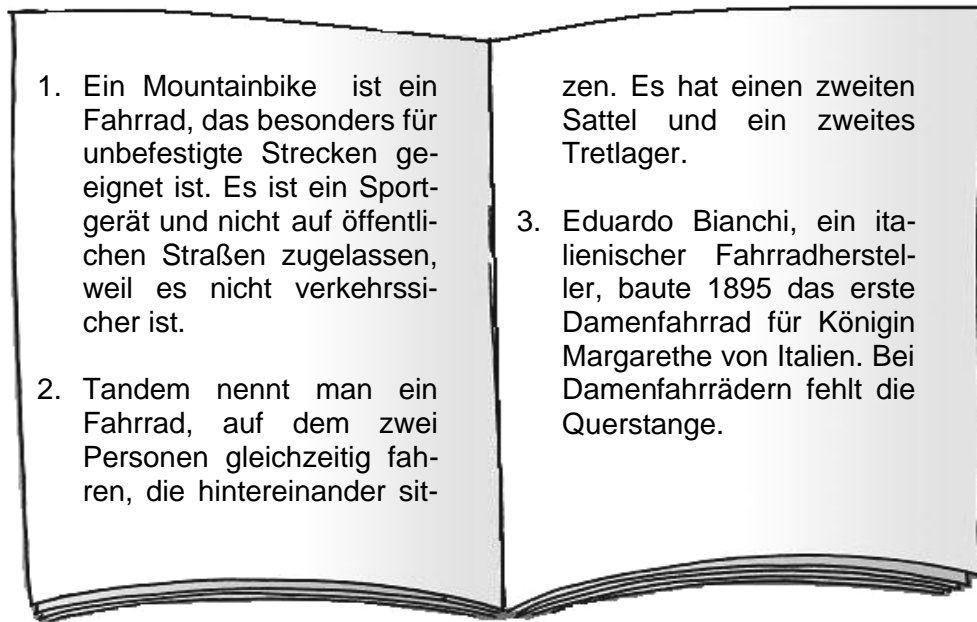 1. Ein Mountainbike ist ein
Fahrrad, das besonders für
unbefestigte Strecken ge-
eignet ist. Es ist ein Sport-
gerät und nicht auf öffentli-
chen Straßen zugelassen,
weil es nicht verkehrssi-
cher ist.
2. Tandem nennt man ein
Fahrrad, auf dem zwei
Personen gleichzeitig fah-
ren, die hintereinander sit-
zen. Es hat einen zweiten
Sattel und ein zweites
Tretlager.
3. Eduardo Bianchi, ein ita-
lienischer Fahrradherstel-
ler, baute 1895 das erste
Damenfahrrad für Königin
Margarethe von Italien. Bei
Damenfahrrädern fehlt die
Querstange.